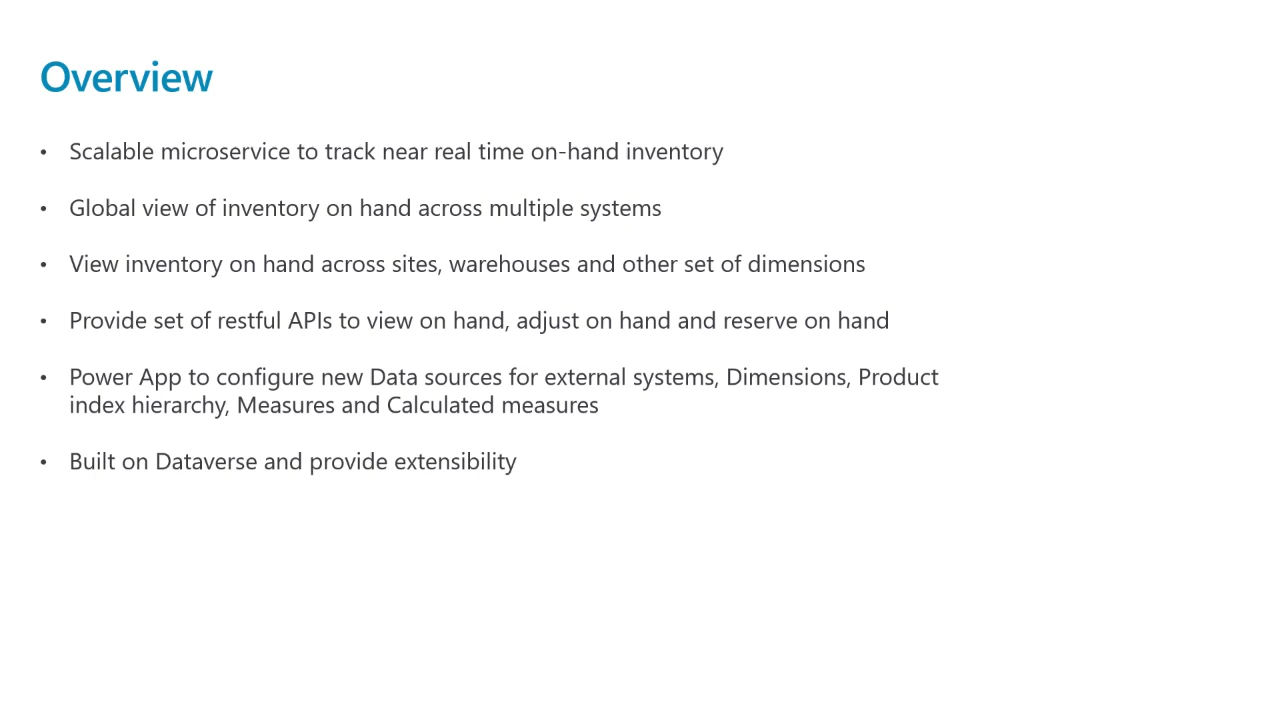 Overview
• Scalable microservice to track near real time on-hand inventory
• Global view of inventory on hand across multiple systems
• View inventory on hand across sites, warehouses and other set of dimensions
• Provide set of restful APIs to view on hand, adjust on hand and reserve on hand
• Power App to configure new Data sources for external systems, Dimensions, Product
index hierarchy, Measures and Calculated measures
• Built on Dataverse and provide extensibility